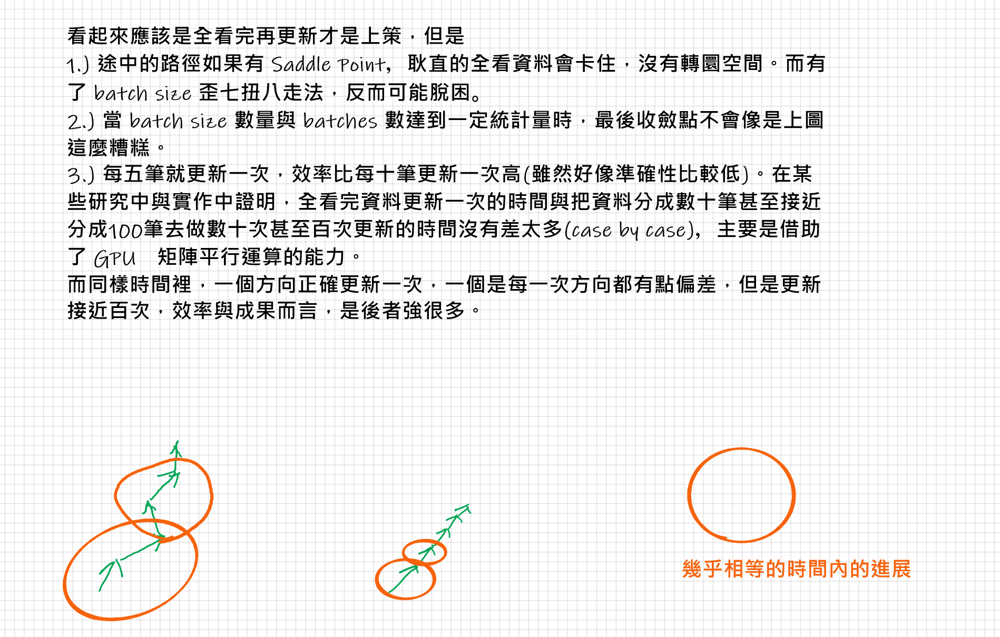 看起來應該是全看完再更新才是上策，但是
1.) 途中的路徑如果有 Saddle Point, 耿直的全看資料會卡住，沒有轉圜空間。而有
了 batch size 歪七扭八走法，反而可能脫困。
2.) 當 batch size 數量與 batches 數達到一定統計量時，最後收斂點不會像是上圖
這麼糟糕。
3.) 每五筆就更新一次，效率比每十筆更新一次高(雖然好像準確性比較低)。在某
些研究中與實作中證明，全看完資料更新一次的時間與把資料分成數十筆甚至接近
分成100筆去做數十次甚至百次更新的時間沒有差太多(case by case), 主要是借助
了 GPU 矩陣平行運算的能力。
而同樣時間裡，一個方向正確更新一次，一個是每一次方向都有點偏差，但是更新
接近百次，效率與成果而言，是後者強很多。
幾乎相等的時間內的進展